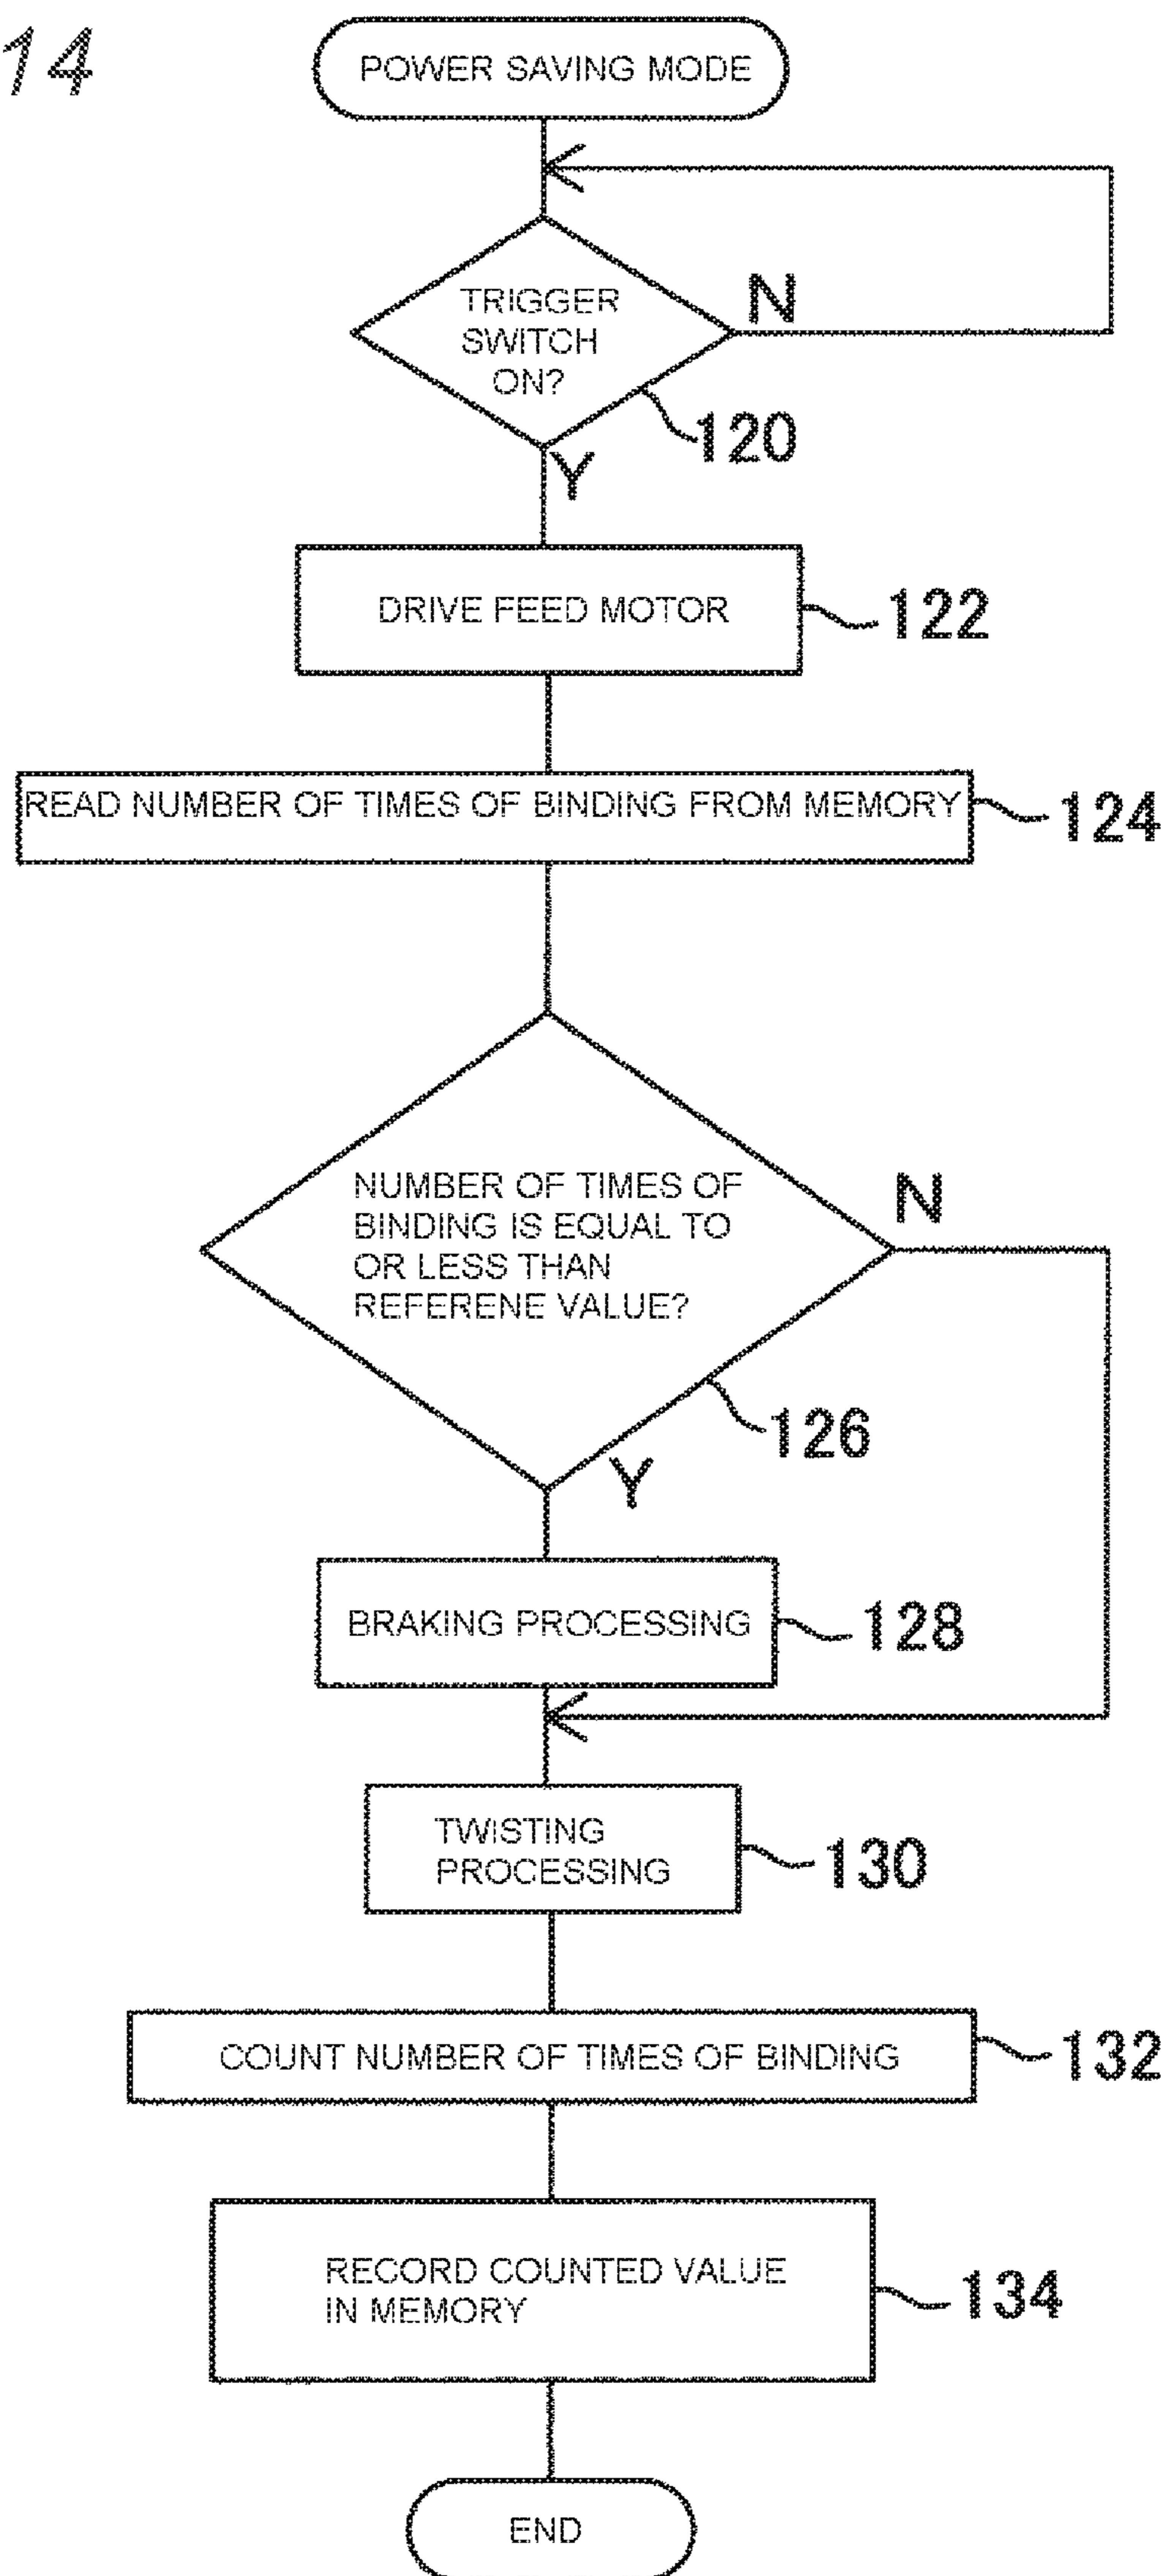 14
POWER SAVING MODE
TRIGGER
SWITCH
ON?
N
120
Y
DRIVE FEED MOTOR
122
READ NUMBER OF TIMES OF BINDING FROM MEMORY
124
NUMBER OF TIMES OF
BINDING IS EQUAL TO
OR LESS THAN
REFERENE VALUE?
N
126
Y
BRAKING PROCESSING
128
TWISTING
PROCESSING
130
COUNT NUMBER OF TIMES OF BINDING
132
RECORD COUNTED VALUE
IN MEMORY
134
END